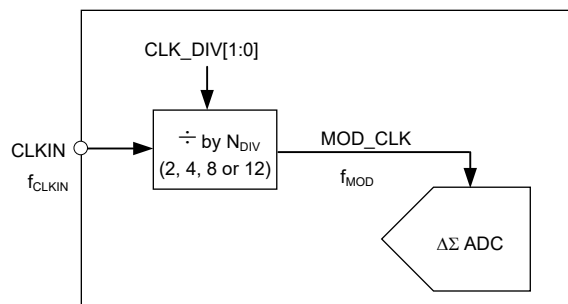 CLK_DIV[1:0]
CLKIN
f_CLKIN
÷ by N_DIV
(2, 4, 8 or 12)
MOD_CLK
f_MOD
ΔΣ ADC